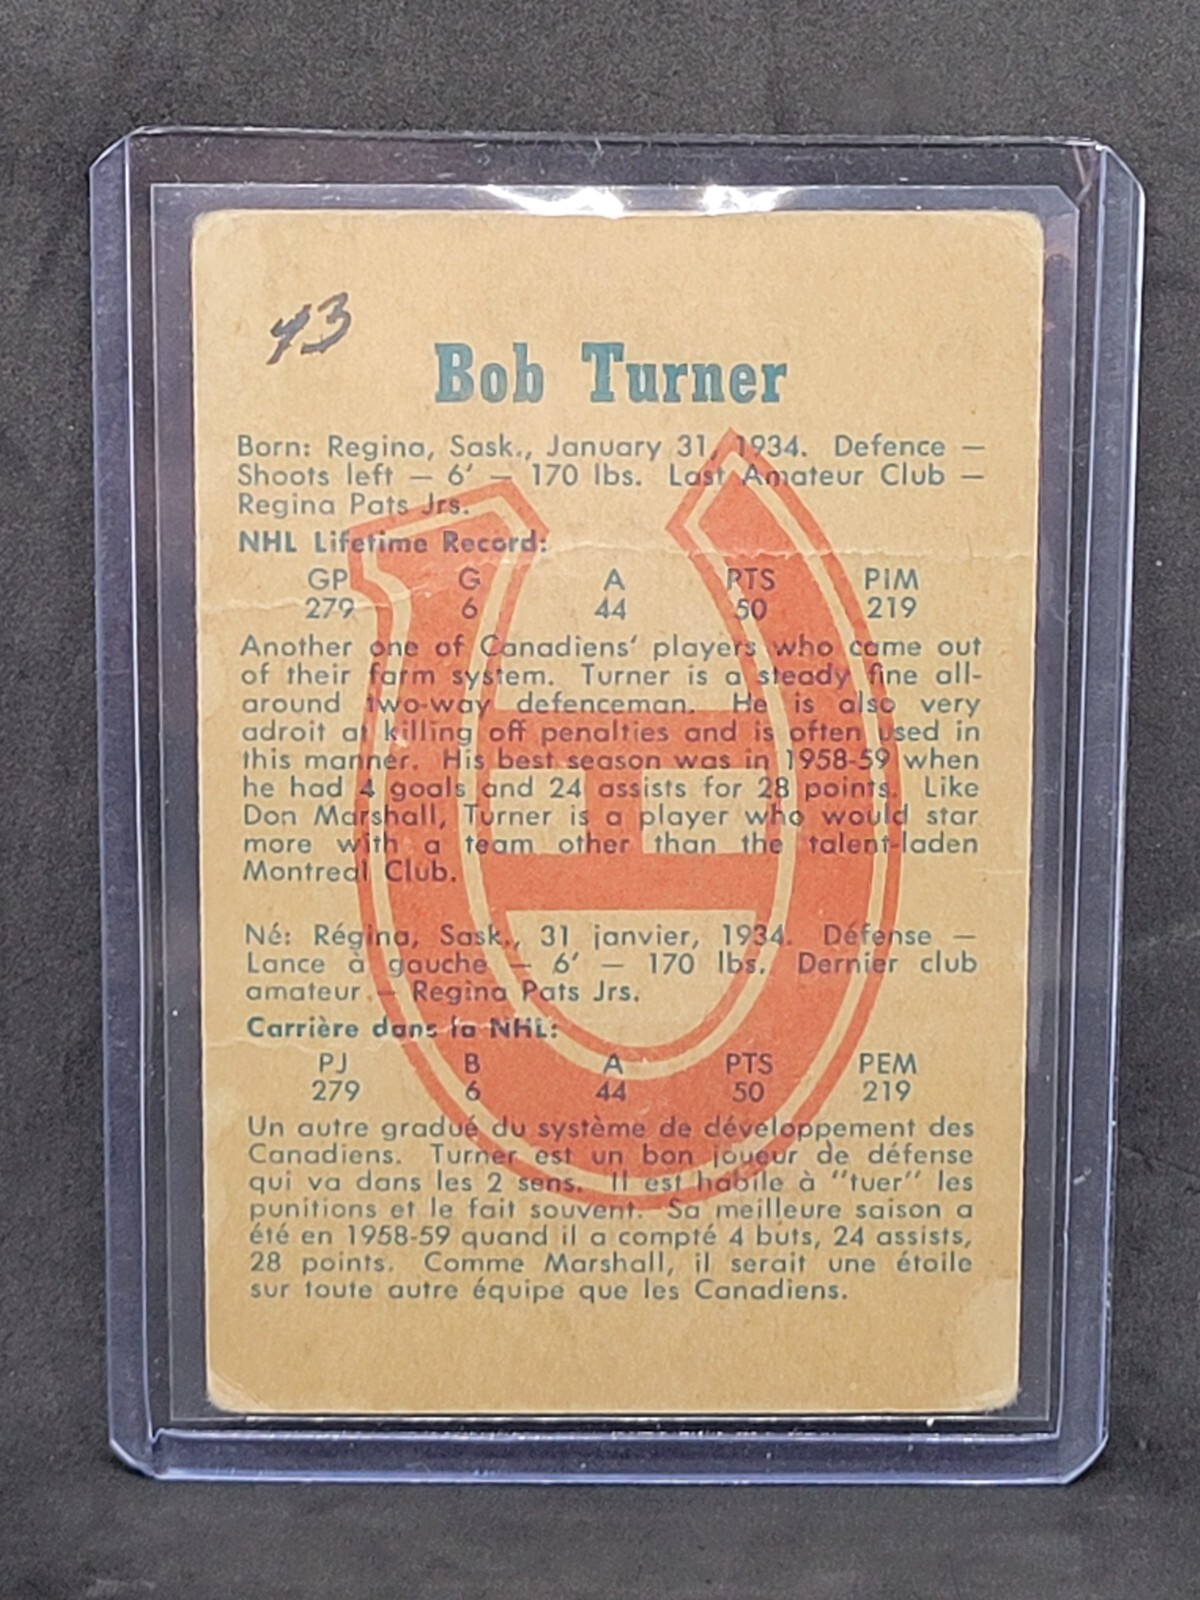 43
Bob Turner
Born: Regina, Sask., January 31, 1934. Defence —
Shoots left — 6' — 170 lbs. Last Amateur Club —
Regina Pats Jrs.
NHL Lifetime Record:
GP G A PTS PIM
279 6 44 50 219
Another one of Canadiens' players who came out
of their farm system. Turner is a steady fine all-
around two-way defenceman. He is also very
adroit at killing off penalties and is often used in
this manner. His best season was in 1958-59 when
he had 4 goals and 24 assists for 28 points. Like
Don Marshall, Turner is a player who would star
more with a team other than the talent-laden
Montreal Club.
Né: Régina, Sask., 31 janvier, 1934. Défense —
Lance à gauche — 6' — 170 lbs. Dernier club
amateur — Regina Pats Jrs.
Carrière dans la NHL:
PJ B A PTS PEM
279 6 44 50 219
Un autre gradué du système de développement des
Canadiens. Turner est un bon joueur de défense
qui va dans les 2 sens. Il est habile à "tuer" les
punitions et le fait souvent. Sa meilleure saison a
été en 1958-59 quand il a compté 4 buts, 24 assists,
28 points. Comme Marshall, il serait une étoile
sur toute autre équipe que les Canadiens.